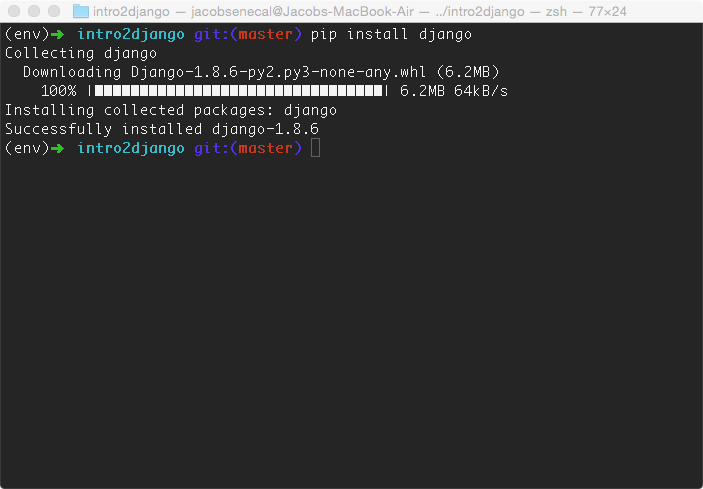 intro2django — jacobsenecal@Jacobs-MacBook-Air — ../intro2django — zsh — 77×24
(env)➜ intro2django git:(master) pip install django
Collecting django
  Downloading Django-1.8.6-py2.py3-none-any.whl (6.2MB)
    100% |████████████████████████████████| 6.2MB 64kB/s
Installing collected packages: django
Successfully installed django-1.8.6
(env)➜ intro2django git:(master)